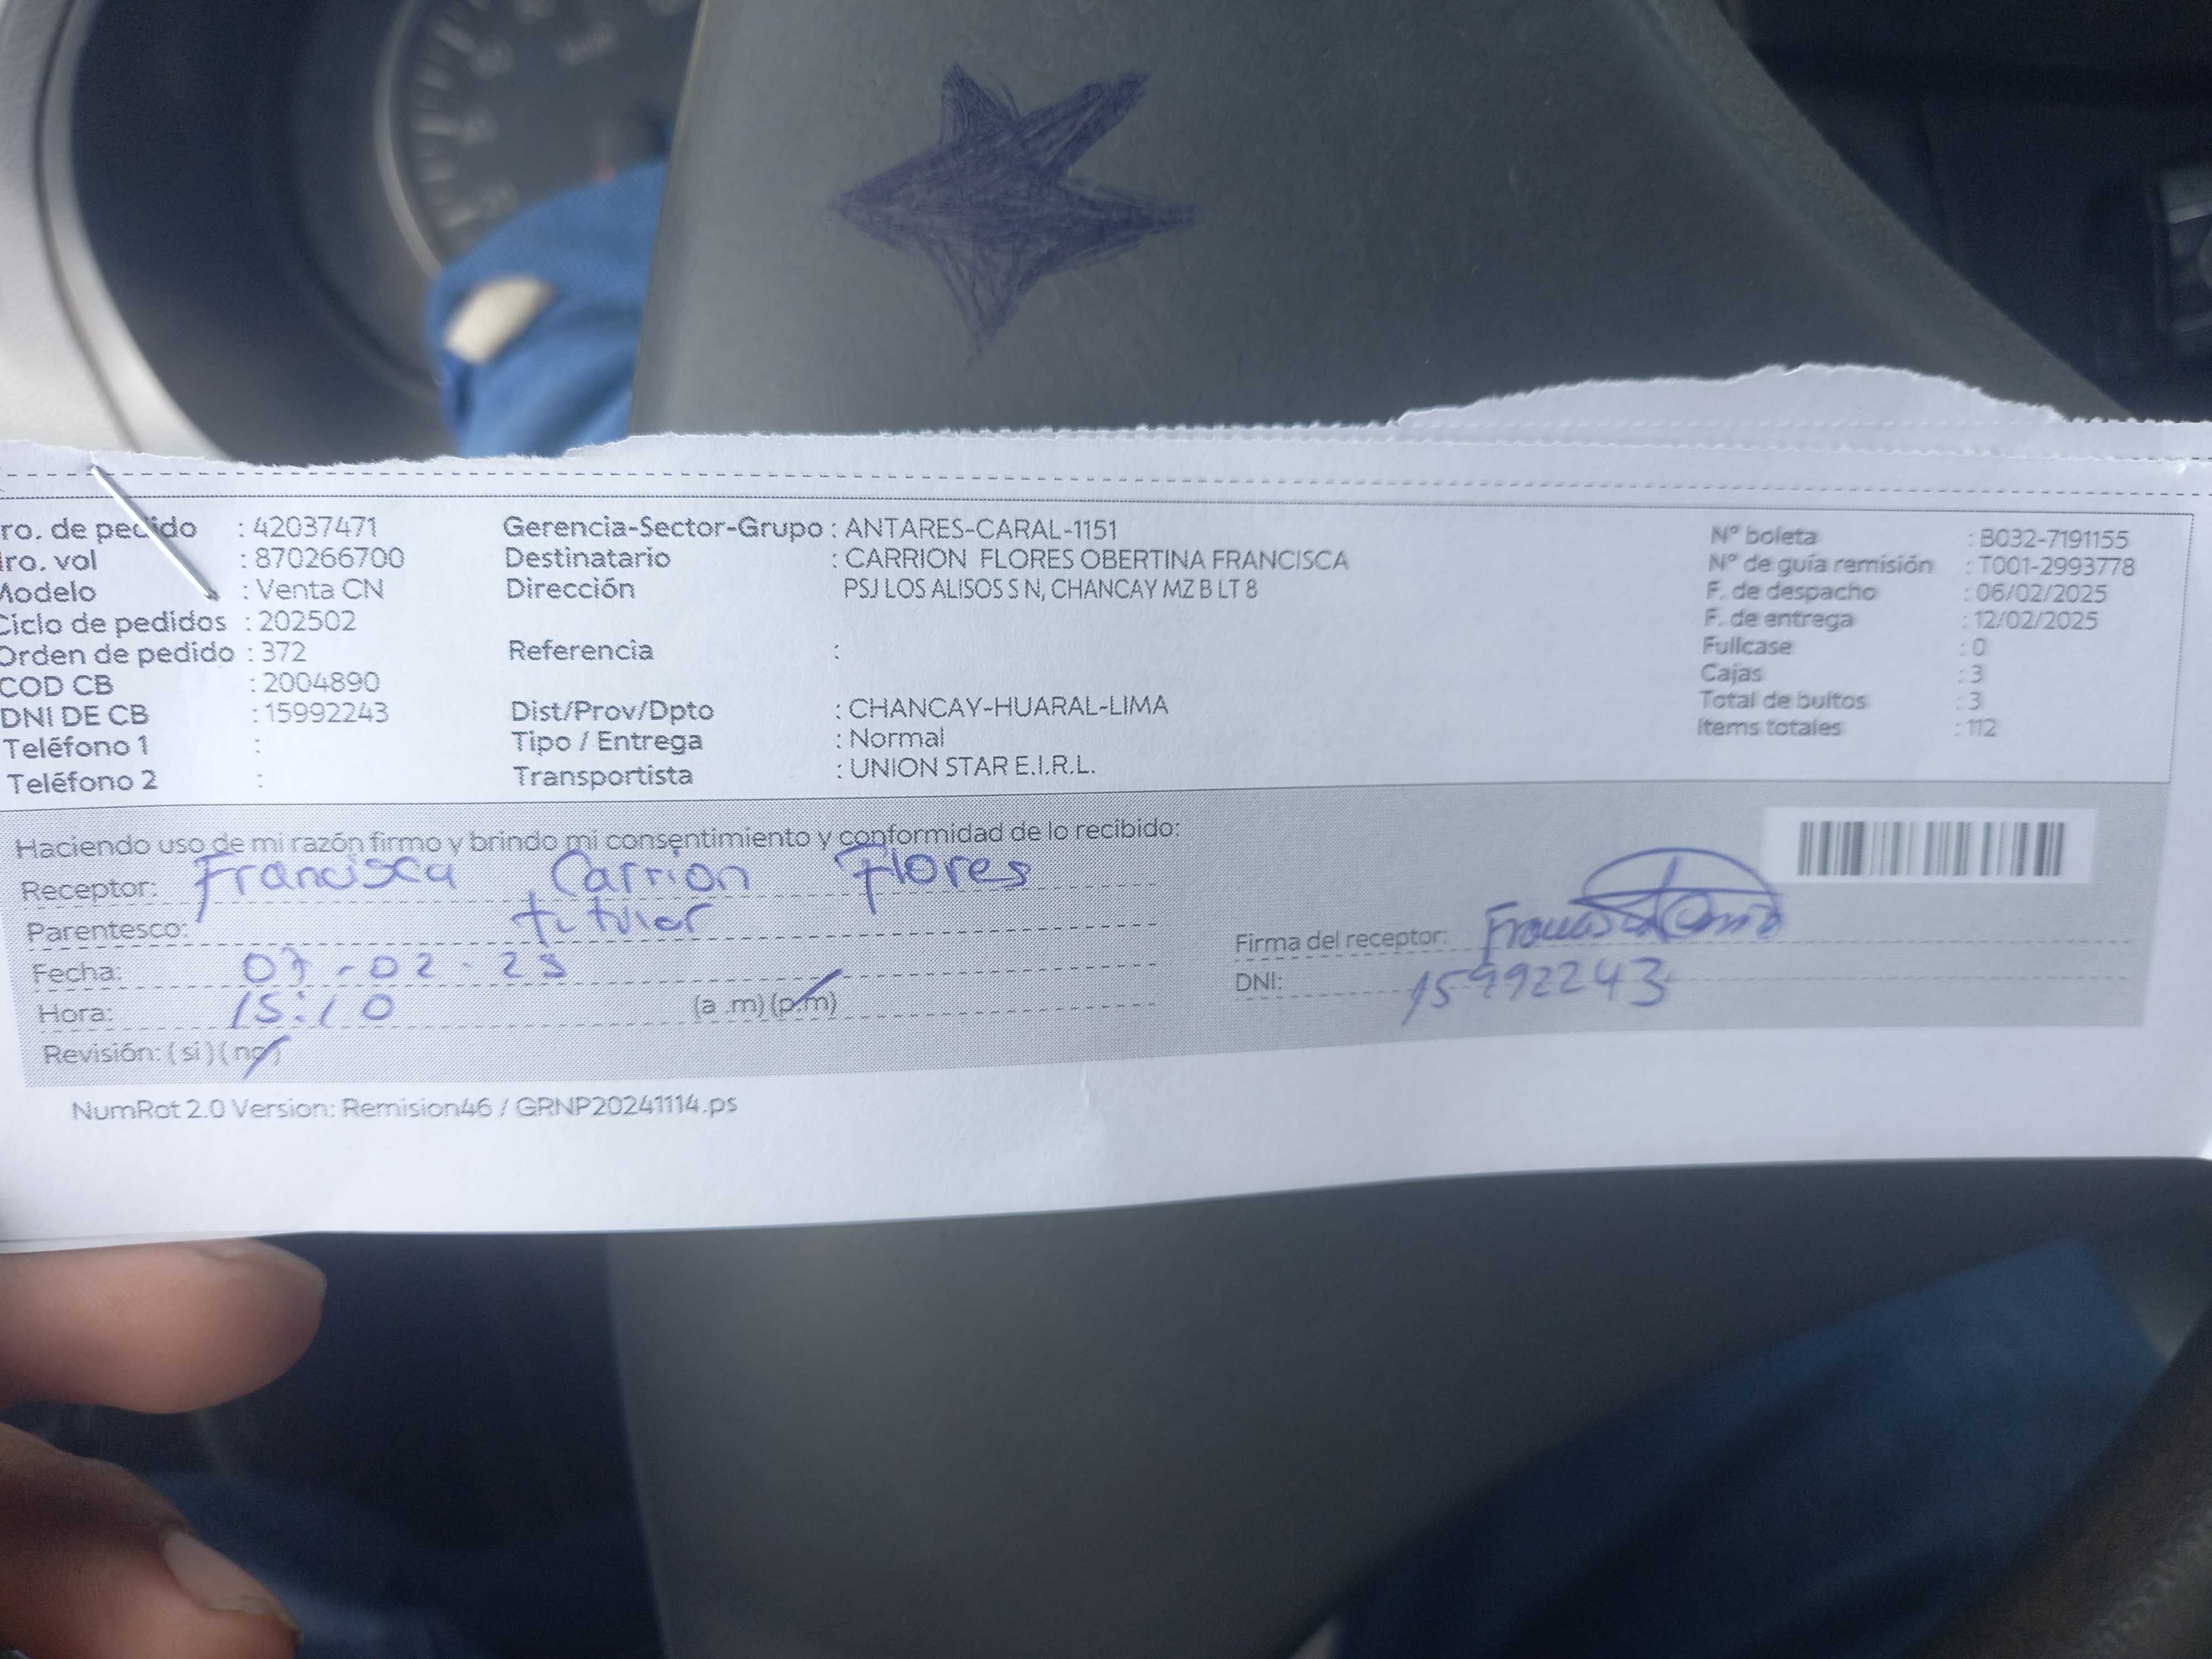 ro. de pedido : 42037471
ro. vol : 870266700
Modelo : Venta CN
Ciclo de pedidos : 202502
Orden de pedido : 372
COD CB : 2004890
DNI DE CB : 15992243
Teléfono 1 :
Teléfono 2 :
Gerencia-Sector-Grupo : ANTARES-CARAL-1151
Destinatario : CARRION FLORES OBERTINA FRANCISCA
Dirección PSJ LOS ALISOS S N, CHANCAY MZ B LT 8
Referencia :
Dist/Prov/Dpto : CHANCAY-HUARAL-LIMA
Tipo / Entrega : Normal
Transportista : UNION STAR E.I.R.L.
N° boleta : B032-7191155
N° de guía remisión : T001-2993778
F. de despacho : 06/02/2025
F. de entrega : 12/02/2025
Fullcase : 0
Cajas : 3
Total de bultos : 3
Items totales : 112
Haciendo uso de mi razón firmo y brindo mi consentimiento y conformidad de lo recibido:
Receptor: Francisca Carrion Flores
Parentesco: titular
Fecha: 07-02-25
Hora: 15:10 (a .m) (p.m)
Revisión: ( si ) ( no )
Firma del receptor:
DNI: 15992243
NumRot 2.0 Version: Remision46 / GRNP20241114.ps